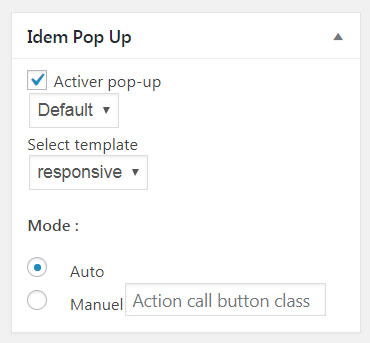 Idem Pop Up
Activer pop-up
Default
Select template
responsive
Mode :
Auto
Manuel Action call button class